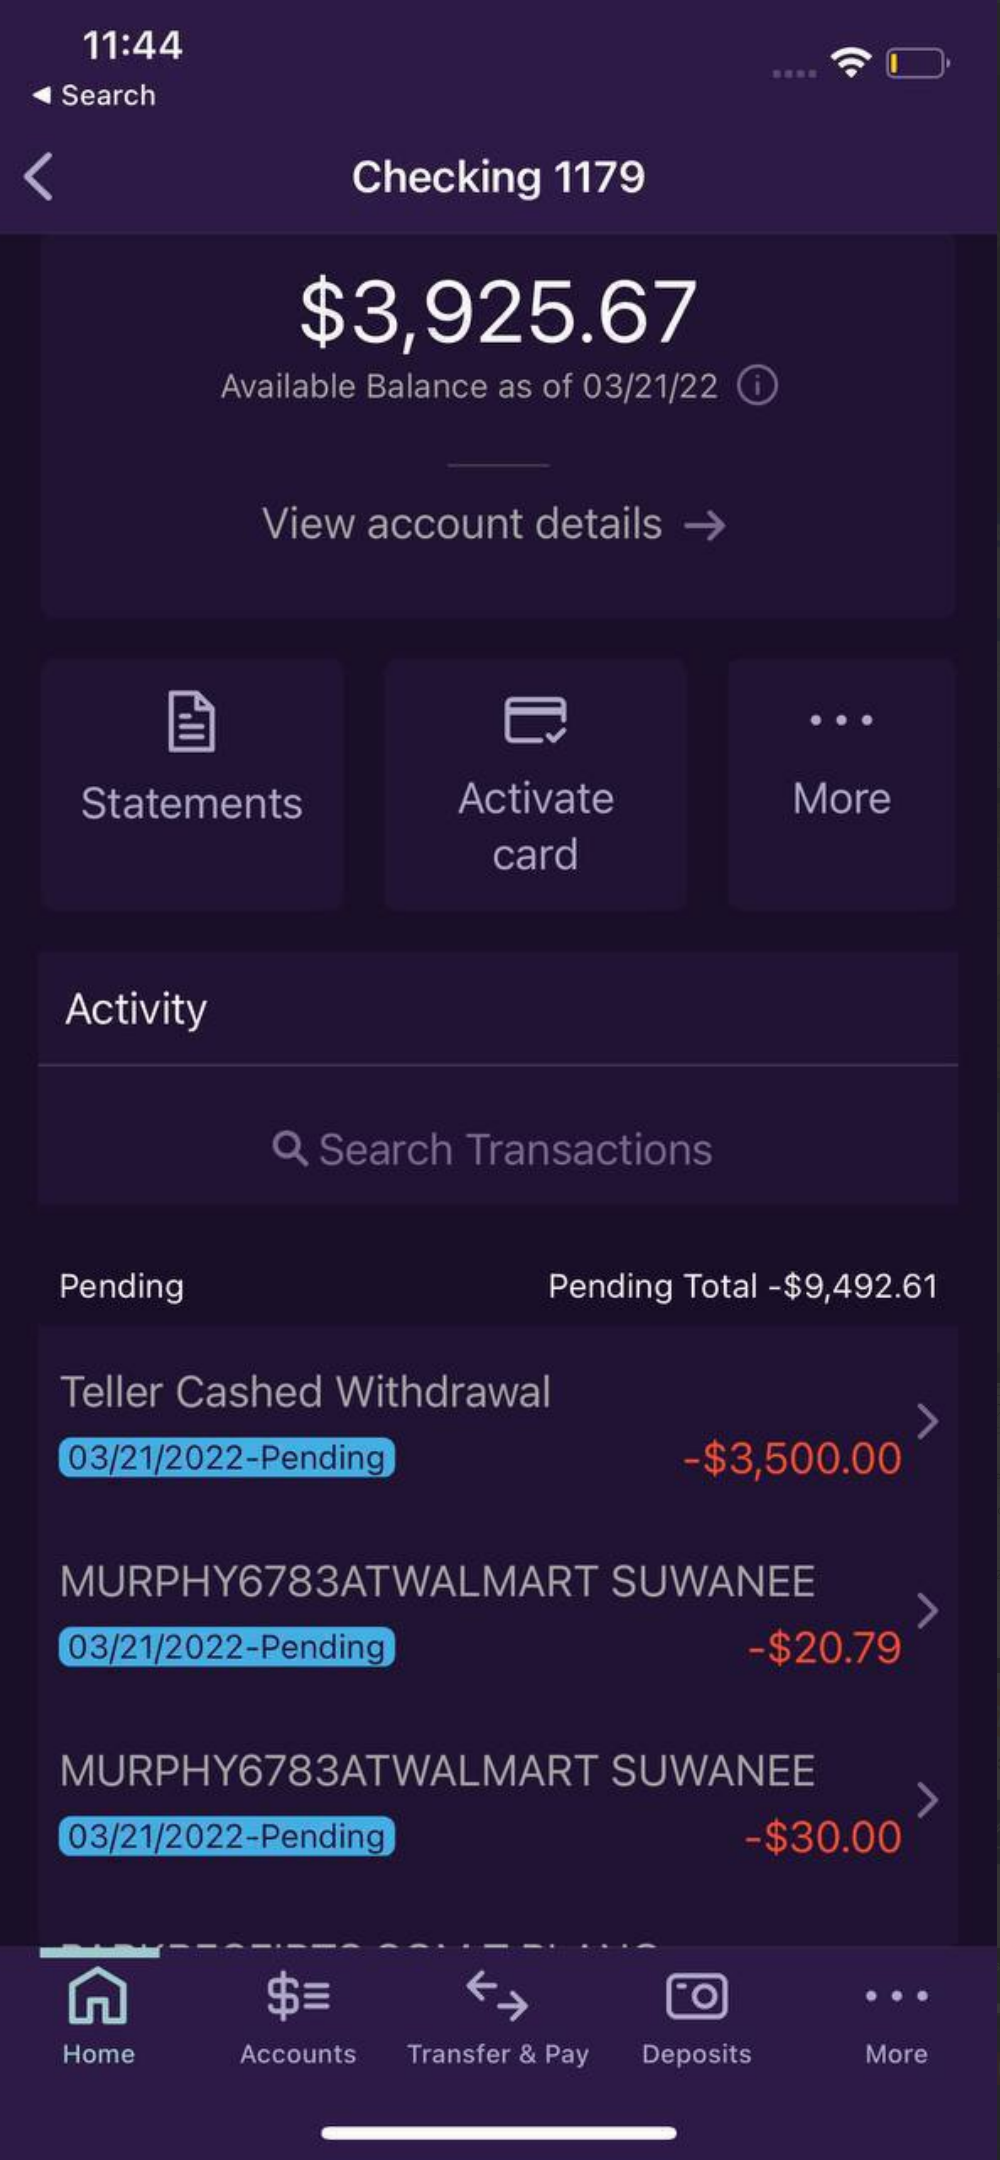 11:44
Search
Checking 1179
$3,925.67
Available Balance as of 03/21/22
View account details
Statements
Activate
card
More
Activity
Search Transactions
Pending
Pending Total -$9,492.61
Teller Cashed Withdrawal
03/21/2022-Pending
-$3,500.00
MURPHY6783ATWALMART SUWANEE
03/21/2022-Pending
-$20.79
MURPHY6783ATWALMART SUWANEE
03/21/2022-Pending
-$30.00
Home
Accounts
Transfer & Pay
Deposits
More